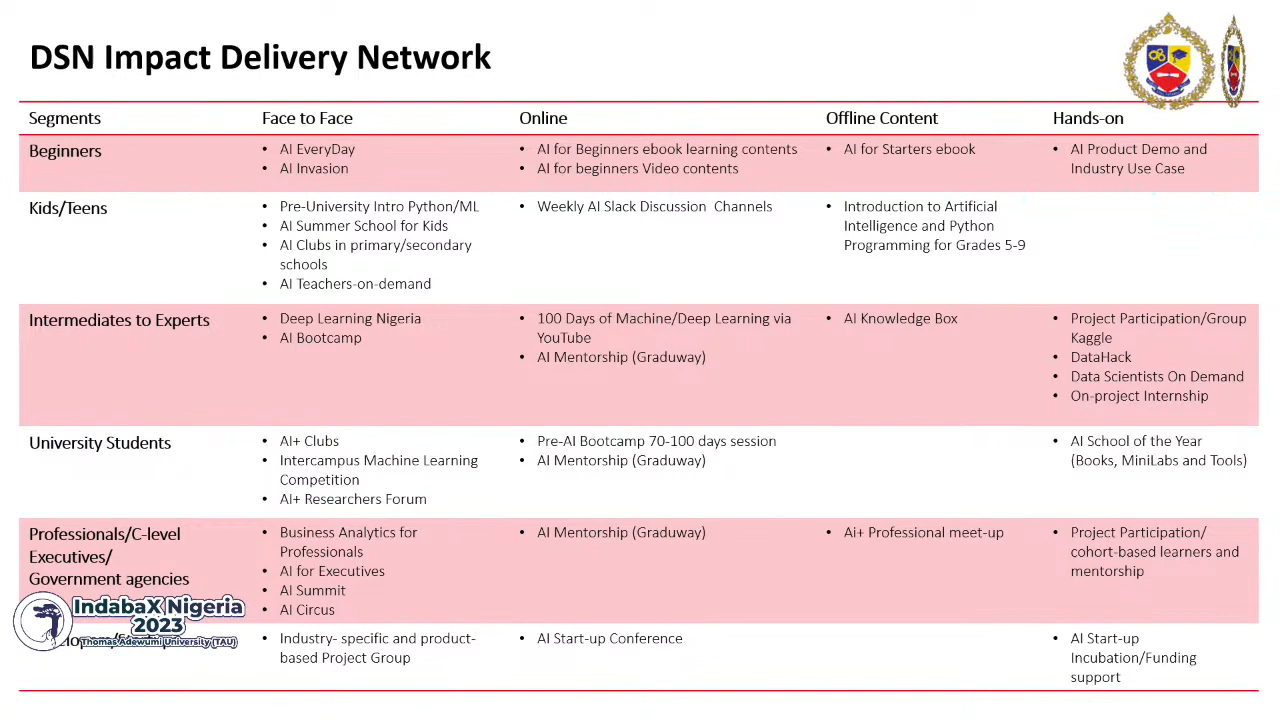 DSN Impact Delivery Network
Segments
Face to Face
Online
Offline Content
Hands-on
Beginners
• AI EveryDay
• AI Invasion
• AI for Beginners ebook learning contents
• AI for beginners Video contents
• AI for Starters ebook
• AI Product Demo and
Industry Use Case
Kids/Teens
• Pre-University Intro Python/ML
• AI Summer School for Kids
• AI Clubs in primary/secondary
schools
• AI Teachers-on-demand
• Weekly AI Slack Discussion Channels
• Introduction to Artificial
Intelligence and Python
Programming for Grades 5-9
Intermediates to Experts
• Deep Learning Nigeria
• AI Bootcamp
• 100 Days of Machine/Deep Learning via
YouTube
• AI Mentorship (Graduway)
• AI Knowledge Box
• Project Participation/Group
Kaggle
• DataHack
• Data Scientists On Demand
• On-project Internship
University Students
• AI+ Clubs
• Intercampus Machine Learning
Competition
• AI+ Researchers Forum
• Pre-AI Bootcamp 70-100 days session
• AI Mentorship (Graduway)
• AI School of the Year
(Books, MiniLabs and Tools)
Professionals/C-level
Executives/
Government agencies
• Business Analytics for
Professionals
• AI for Executives
• AI Summit
• AI Circus
• AI Mentorship (Graduway)
• Ai+ Professional meet-up
• Project Participation/
cohort-based learners and
mentorship
IndabaX Nigeria
2023
Thomas Adewumi University (TAU)
• Industry- specific and product-
based Project Group
• AI Start-up Conference
• AI Start-up
Incubation/Funding
support